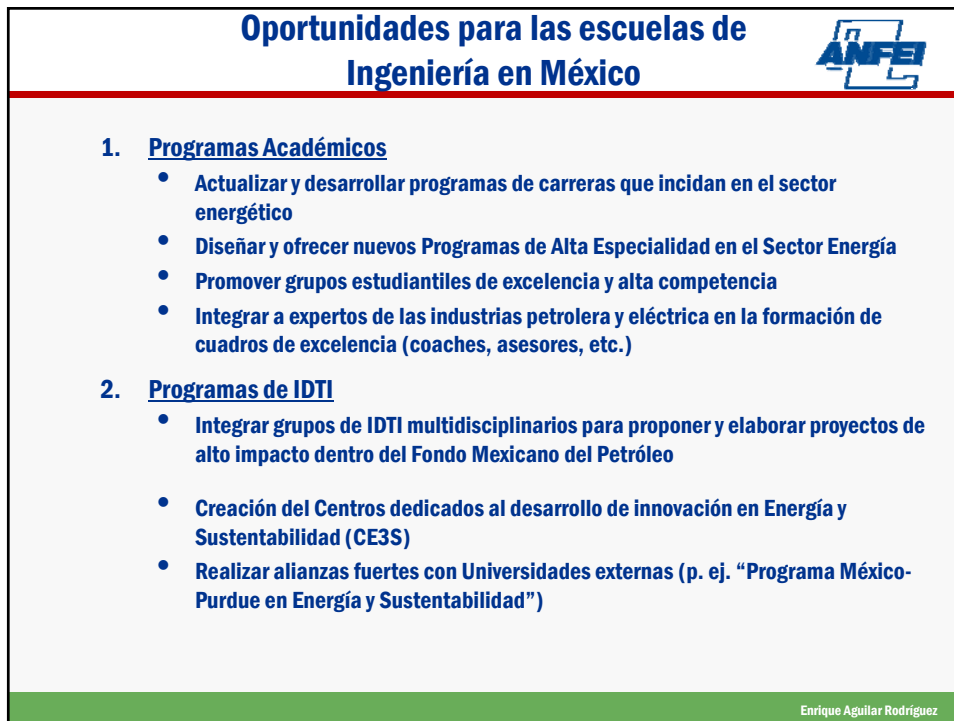 Oportunidades para las escuelas de
Ingeniería en México
ANFEI
1. Programas Académicos
• Actualizar y desarrollar programas de carreras que incidan en el sector
energético
• Diseñar y ofrecer nuevos Programas de Alta Especialidad en el Sector Energía
• Promover grupos estudiantiles de excelencia y alta competencia
• Integrar a expertos de las industrias petrolera y eléctrica en la formación de
cuadros de excelencia (coaches, asesores, etc.)
2. Programas de IDTI
• Integrar grupos de IDTI multidisciplinarios para proponer y elaborar proyectos de
alto impacto dentro del Fondo Mexicano del Petróleo
• Creación del Centros dedicados al desarrollo de innovación en Energía y
Sustentabilidad (CE3S)
• Realizar alianzas fuertes con Universidades externas (p. ej. “Programa México-
Purdue en Energía y Sustentabilidad”)
Enrique Aguilar Rodríguez